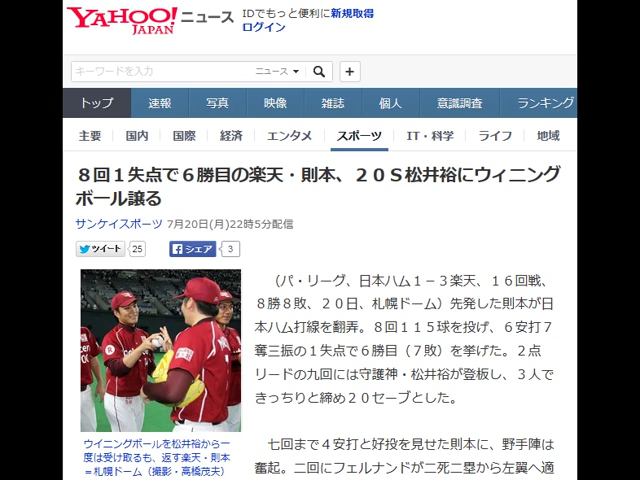 YAHOO! JAPAN ニュース
IDでもっと便利に新規取得
ログイン
キーワードを入力
ニュース
トップ 速報 写真 映像 雑誌 個人 意識調査 ランキング
主要 国内 国際 経済 エンタメ スポーツ IT・科学 ライフ 地域
８回１失点で６勝目の楽天・則本、２０Ｓ松井裕にウィニング
ボール譲る
サンケイスポーツ 7月20日(月)22時5分配信
ツイート 25 シェア 3
（パ・リーグ、日本ハム１－３楽天、１６回戦、
８勝８敗、２０日、札幌ドーム）先発した則本が日
本ハム打線を翻弄。８回１１５球を投げ、６安打７
奪三振の１失点で６勝目（７敗）を挙げた。２点
リードの九回には守護神・松井裕が登板し、３人で
きっちりと締め２０セーブとした。
ウイニングボールを松井裕から一
度は受け取るも、返す楽天・則本
＝札幌ドーム（撮影・高橋茂夫）
七回まで４安打と好投を見せた則本に、野手陣は
奮起。二回にフェルナンドが二死二塁から左翼へ適